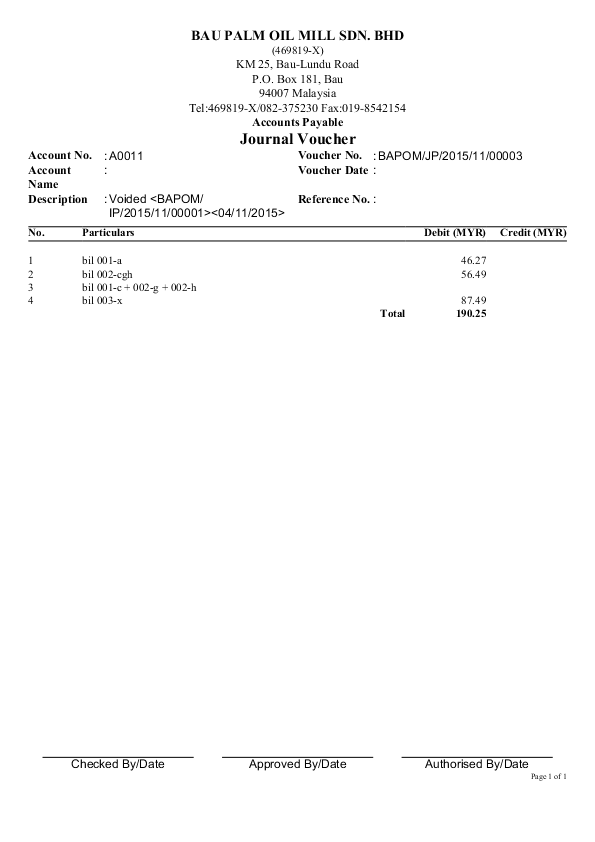 BAU PALM OIL MILL SDN. BHD
(469819-X)
KM 25, Bau-Lundu Road
P.O. Box 181, Bau
94007 Malaysia
Tel:469819-X/082-375230 Fax:019-8542154
Accounts Payable
Journal Voucher
Account No. : A0011 Voucher No. : BAPOM/JP/2015/11/00003
Account : Voucher Date :
Name
Description : Voided <BAPOM/ Reference No. :
IP/2015/11/00001><04/11/2015>
No. Particulars Debit (MYR) Credit (MYR)
1 bil 001-a 46.27
2 bil 002-cgh 56.49
3 bil 001-c + 002-g + 002-h
4 bil 003-x 87.49
Total 190.25
Checked By/Date Approved By/Date Authorised By/Date
Page 1 of 1